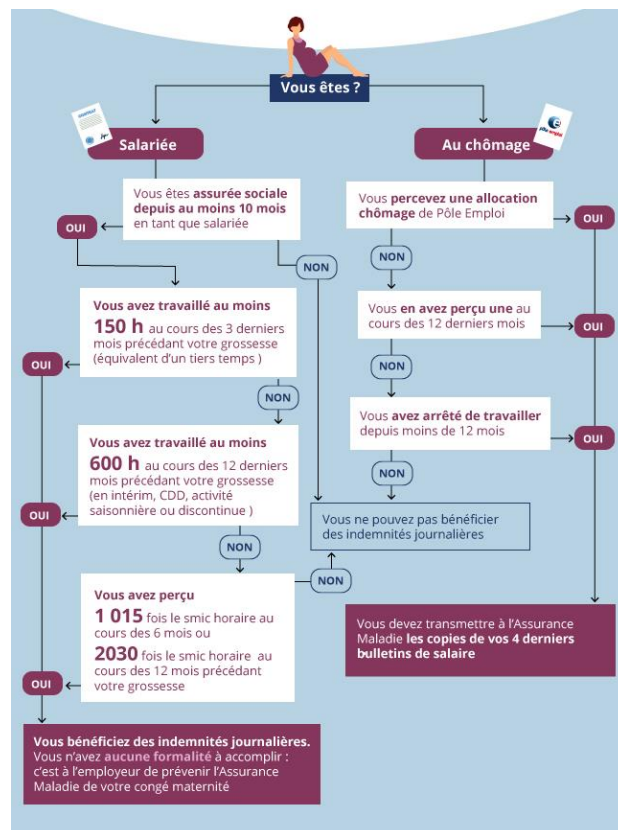 Vous êtes ?
Salariée
Vous êtes assurée sociale
depuis au moins 10 mois
en tant que salariée
OUI
NON
Vous avez travaillé au moins
150 h au cours des 3 derniers
mois précédant votre grossesse
(équivalent d'un tiers temps )
OUI
NON
Vous avez travaillé au moins
600 h au cours des 12 derniers
mois précédant votre grossesse
(en intérim, CDD, activité
saisonnière ou discontinue )
OUI
NON
Vous avez perçu
1 015 fois le smic horaire au
cours des 6 mois ou
2030 fois le smic horaire au
cours des 12 mois précédant
votre grossesse
OUI
NON
Vous bénéficiez des indemnités journalières.
Vous n'avez aucune formalité à accomplir :
c'est à l'employeur de prévenir l'Assurance
Maladie de votre congé maternité
pôle emploi
Au chômage
Vous percevez une allocation
chômage de Pôle Emploi
OUI
NON
Vous en avez perçu une au
cours des 12 derniers mois
OUI
NON
Vous avez arrêté de travailler
depuis moins de 12 mois
OUI
NON
Vous ne pouvez pas bénéficier
des indemnités journalières
Vous devez transmettre à l'Assurance
Maladie les copies de vos 4 derniers
bulletins de salaire